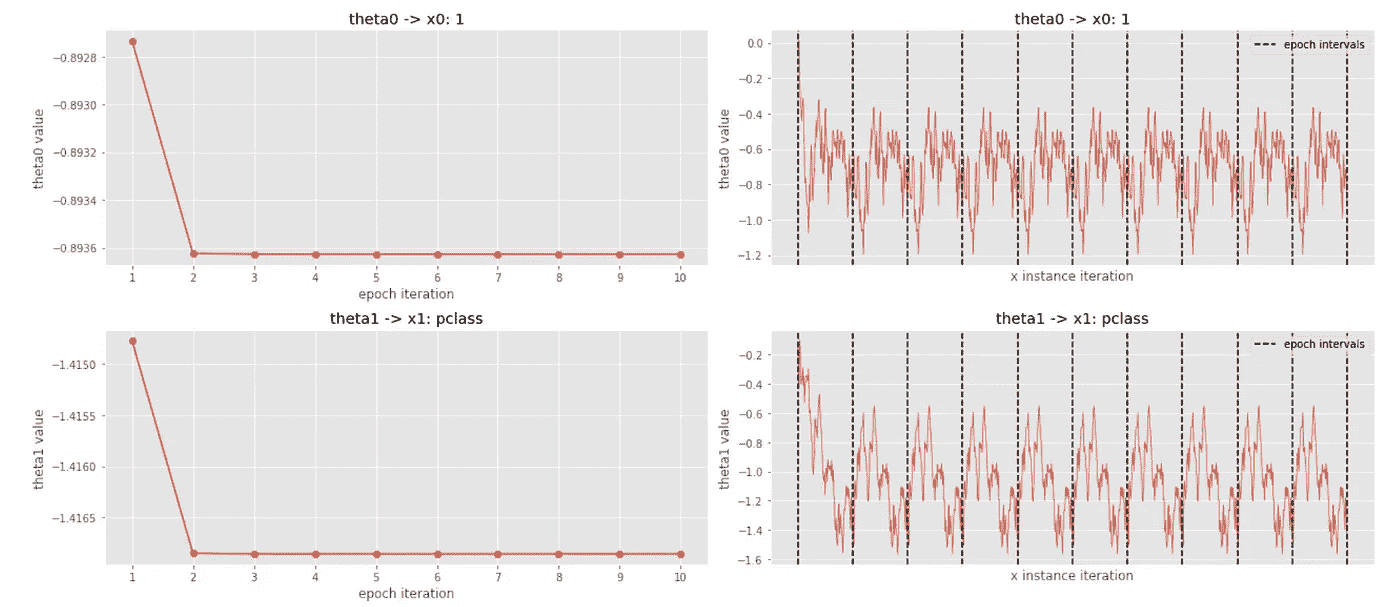 theta0 -> x0: 1
theta0 value
−0.8928
−0.8930
−0.8932
−0.8934
−0.8936
1 2 3 4 5 6 7 8 9 10
epoch iteration
theta0 -> x0: 1
epoch intervals
theta0 value
0.0
−0.2
−0.4
−0.6
−0.8
−1.0
−1.2
x instance iteration
theta1 -> x1: pclass
theta1 value
−1.4150
−1.4155
−1.4160
−1.4165
1 2 3 4 5 6 7 8 9 10
epoch iteration
theta1 -> x1: pclass
epoch intervals
theta1 value
−0.2
−0.4
−0.6
−0.8
−1.0
−1.2
−1.4
−1.6
x instance iteration